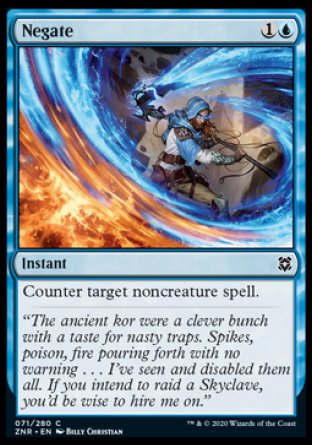 Negate 1
Instant
Counter target noncreature spell.
“The ancient kor were a clever bunch
with a taste for nasty traps. Spikes,
poison, fire pouring forth with no
warning . . . I’ve seen and disabled them
all. If you intend to raid a Skyclave,
you’d be wise to hire me on.”
071/280 C
ZNR • EN BILLY CHRISTIAN ™ & © 2020 Wizards of the Coast